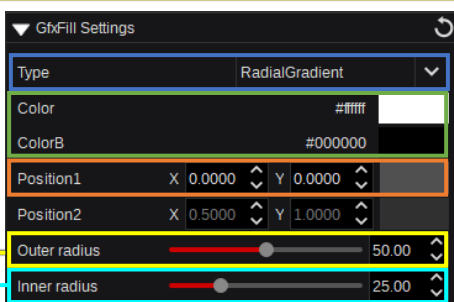 GfxFill Settings
Type RadialGradient
Color #ffffff
ColorB #000000
Position1 X 0.0000 Y 0.0000
Position2 X 0.5000 Y 1.0000
Outer radius 50.00
Inner radius 25.00